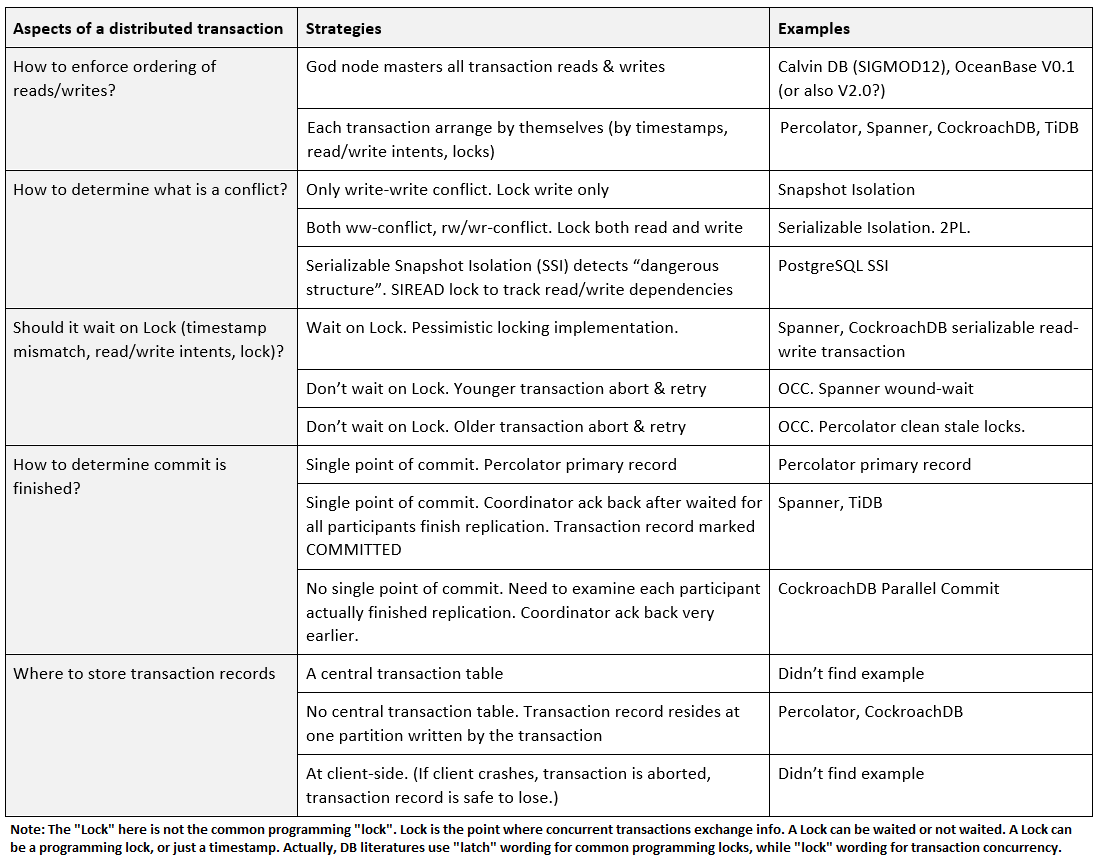 Aspects of a distributed transaction
Strategies
Examples
How to enforce ordering of
reads/writes?
God node masters all transaction reads & writes
Calvin DB (SIGMOD12), OceanBase V0.1
(or also V2.0?)
Each transaction arrange by themselves (by timestamps,
read/write intents, locks)
Percolator, Spanner, CockroachDB, TiDB
How to determine what is a conflict?
Only write-write conflict. Lock write only
Snapshot Isolation
Both ww-conflict, rw/wr-conflict. Lock both read and write
Serializable Isolation. 2PL.
Serializable Snapshot Isolation (SSI) detects “dangerous
structure”. SIREAD lock to track read/write dependencies
PostgreSQL SSI
Should it wait on Lock (timestamp
mismatch, read/write intents, lock)?
Wait on Lock. Pessimistic locking implementation.
Spanner, CockroachDB serializable read-
write transaction
Don’t wait on Lock. Younger transaction abort & retry
OCC. Spanner wound-wait
Don’t wait on Lock. Older transaction abort & retry
OCC. Percolator clean stale locks.
How to determine commit is
finished?
Single point of commit. Percolator primary record
Percolator primary record
Single point of commit. Coordinator ack back after waited for
all participants finish replication. Transaction record marked
COMMITTED
Spanner, TiDB
No single point of commit. Need to examine each participant
actually finished replication. Coordinator ack back very
earlier.
CockroachDB Parallel Commit
Where to store transaction records
A central transaction table
Didn’t find example
No central transaction table. Transaction record resides at
one partition written by the transaction
Percolator, CockroachDB
At client-side. (If client crashes, transaction is aborted,
transaction record is safe to lose.)
Didn’t find example
Note: The "Lock" here is not the common programming "lock". Lock is the point where concurrent transactions exchange info. A Lock can be waited or not waited. A Lock can
be a programming lock, or just a timestamp. Actually, DB literatures use "latch" wording for common programming locks, while "lock" wording for transaction concurrency.